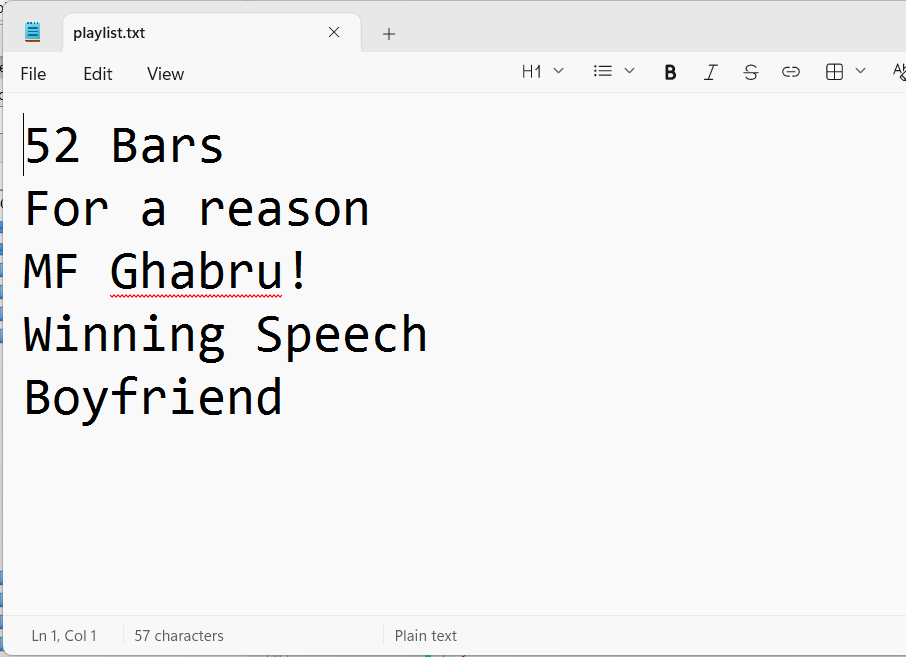 playlist.txt
File Edit View H1 B I S
52 Bars
For a reason
MF Ghabru!
Winning Speech
Boyfriend
Ln 1, Col 1 57 characters Plain text